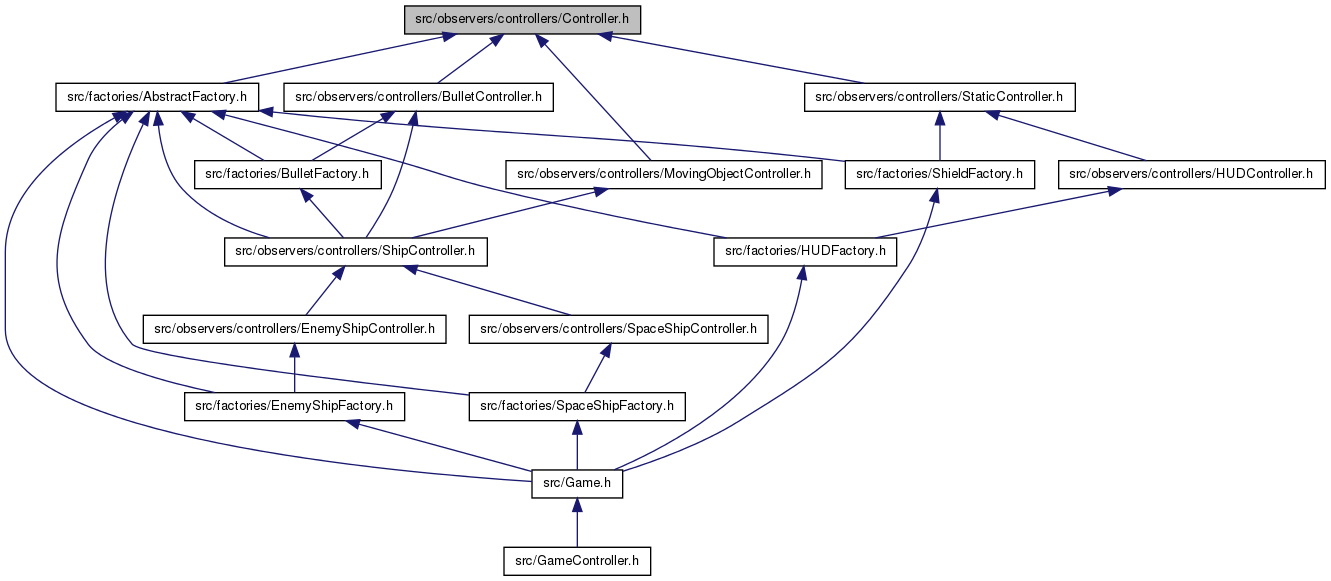 src/observers/controllers/Controller.h
src/factories/AbstractFactory.h
src/observers/controllers/BulletController.h
src/observers/controllers/StaticController.h
src/factories/BulletFactory.h
src/observers/controllers/MovingObjectController.h
src/factories/ShieldFactory.h
src/observers/controllers/HUDController.h
src/observers/controllers/ShipController.h
src/factories/HUDFactory.h
src/observers/controllers/EnemyShipController.h
src/observers/controllers/SpaceShipController.h
src/factories/EnemyShipFactory.h
src/factories/SpaceShipFactory.h
src/Game.h
src/GameController.h